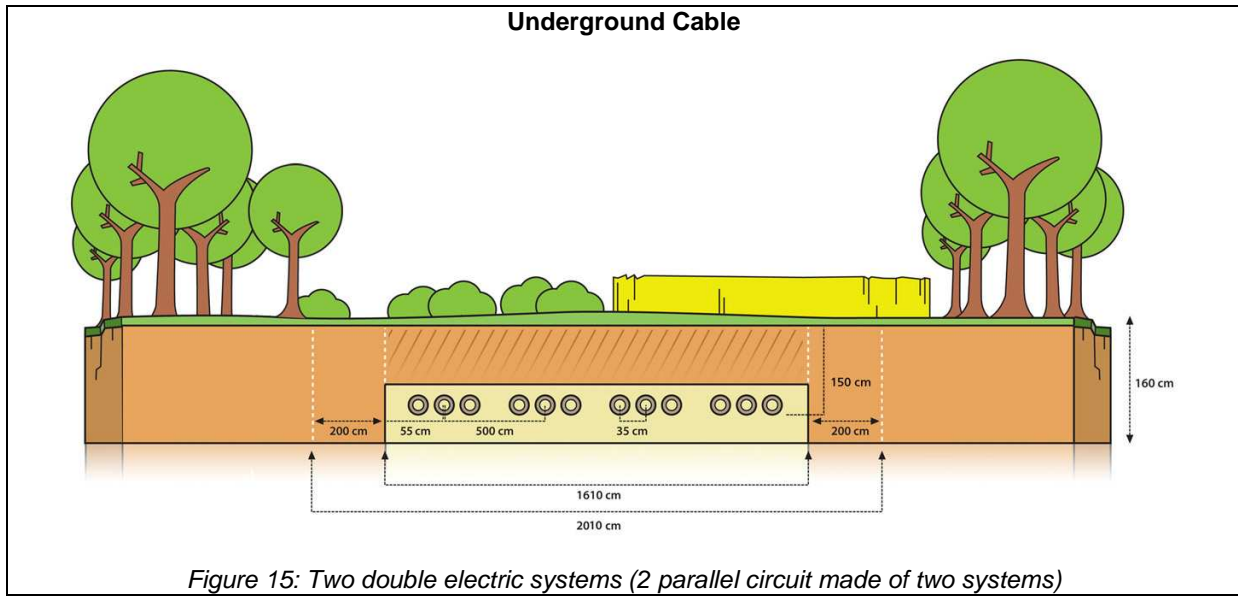 Underground Cable
150 cm
160 cm
200 cm
55 cm
500 cm
35 cm
200 cm
1610 cm
2010 cm
Figure 15: Two double electric systems (2 parallel circuit made of two systems)